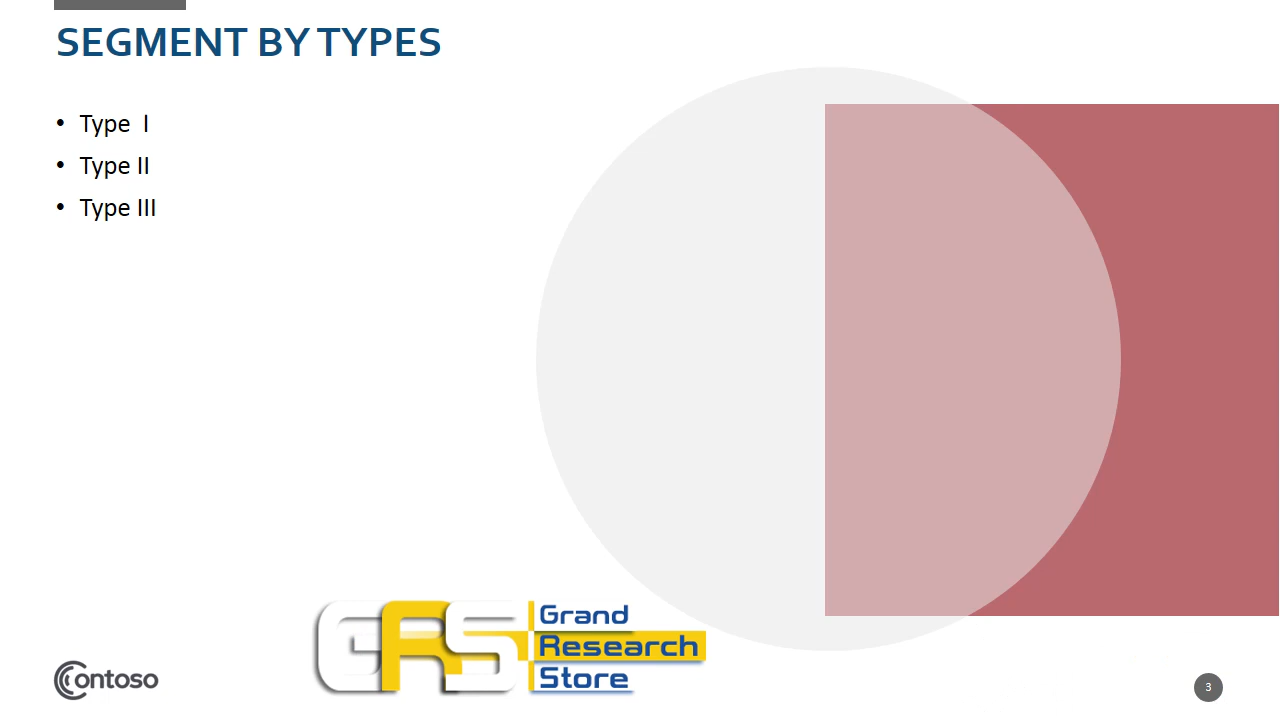 SEGMENT BY TYPES
• Type I
• Type II
• Type III
GRS
Grand
Research
Store
Contoso
3